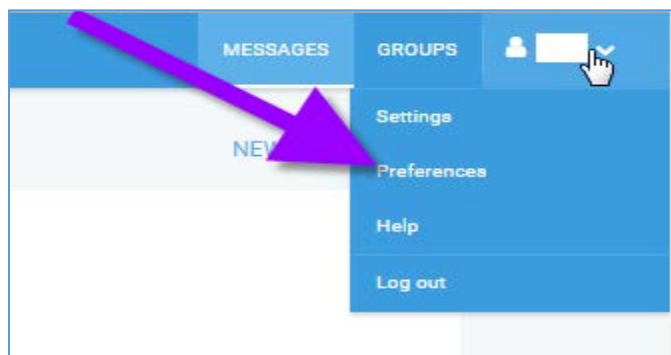 MESSAGES GROUPS
Settings
NEW
Preferences
Help
Log out